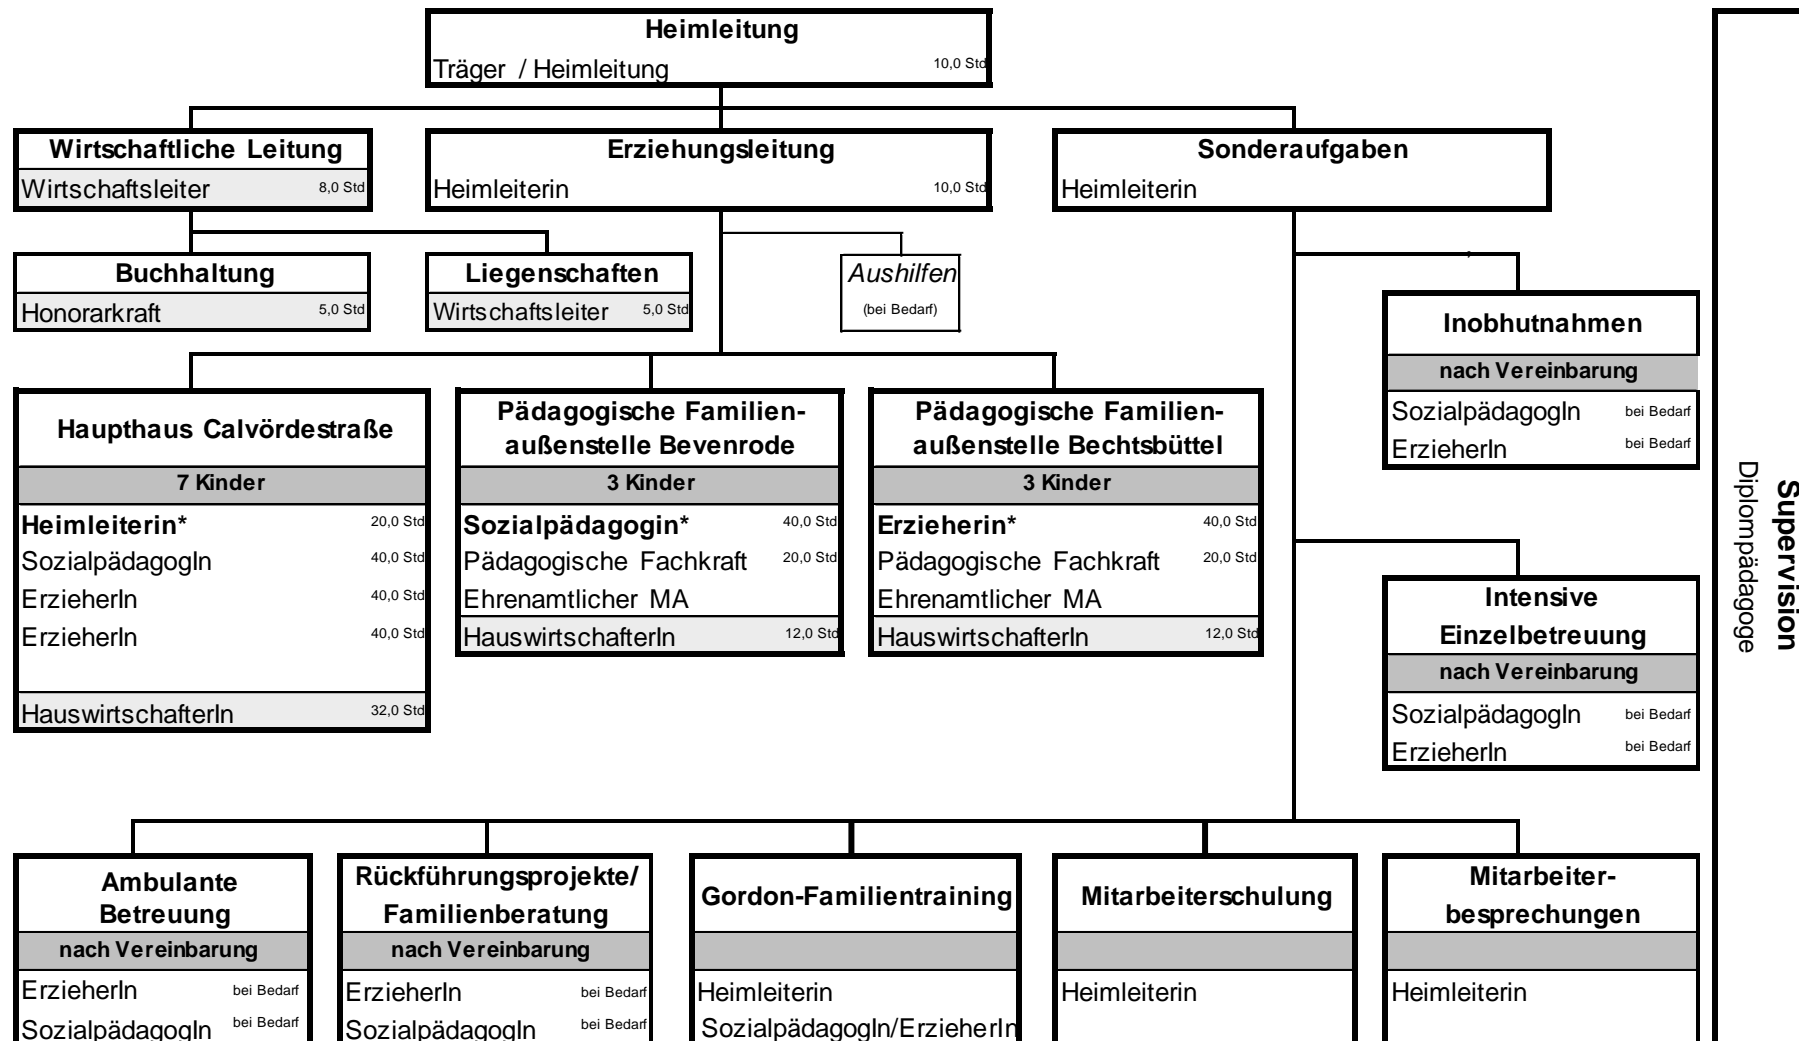 Heimleitung
Träger / Heimleitung 10,0 Std
Wirtschaftliche Leitung
Wirtschaftsleiter 8,0 Std
Erziehungsleitung
Heimleiterin 10,0 Std
Sonderaufgaben
Heimleiterin
Buchhaltung
Honorarkraft 5,0 Std
Liegenschaften
Wirtschaftsleiter 5,0 Std
Aushilfen
(bei Bedarf)
Inobhutnahmen
nach Vereinbarung
SozialpädagogIn bei Bedarf
ErzieherIn bei Bedarf
Haupthaus Calvördestraße
7 Kinder
Heimleiterin* 20,0 Std
SozialpädagogIn 40,0 Std
ErzieherIn 40,0 Std
ErzieherIn 40,0 Std
HauswirtschafterIn 32,0 Std
Pädagogische Familien-
außenstelle Bevenrode
3 Kinder
Sozialpädagogin* 40,0 Std
Pädagogische Fachkraft 20,0 Std
Ehrenamtlicher MA
HauswirtschafterIn 12,0 Std
Pädagogische Familien-
außenstelle Bechtsbüttel
3 Kinder
Erzieherin* 40,0 Std
Pädagogische Fachkraft 20,0 Std
Ehrenamtlicher MA
HauswirtschafterIn 12,0 Std
Intensive
Einzelbetreuung
nach Vereinbarung
SozialpädagogIn bei Bedarf
ErzieherIn bei Bedarf
Supervision
Diplompädagoge
Ambulante
Betreuung
nach Vereinbarung
ErzieherIn bei Bedarf
SozialpädagogIn bei Bedarf
Rückführungsprojekte/
Familienberatung
nach Vereinbarung
ErzieherIn bei Bedarf
SozialpädagogIn bei Bedarf
Gordon-Familientraining
Heimleiterin
SozialpädagogIn/ErzieherIn
Mitarbeiterschulung
Heimleiterin
Mitarbeiter-
besprechungen
Heimleiterin